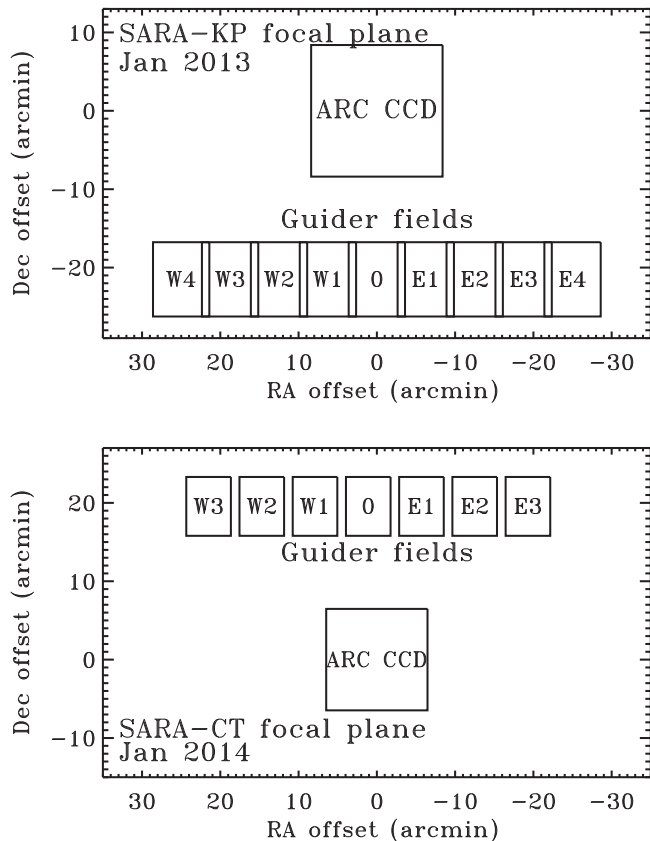 SARA−KP focal plane
Jan 2013
ARC CCD
Guider fields
W4 W3 W2 W1 0 E1 E2 E3 E4
10
0
−10
−20
Dec offset (arcmin)
30 20 10 0 −10 −20 −30
RA offset (arcmin)
W3 W2 W1 0 E1 E2 E3
Guider fields
ARC CCD
SARA−CT focal plane
Jan 2014
20
10
0
−10
Dec offset (arcmin)
30 20 10 0 −10 −20 −30
RA offset (arcmin)